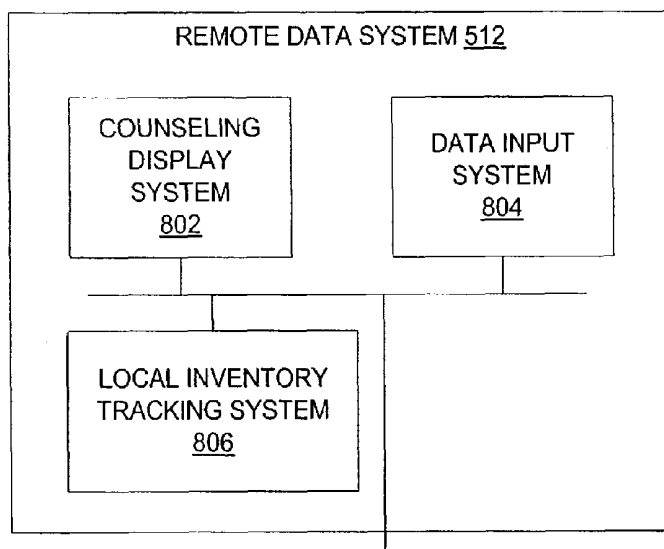 REMOTE DATA SYSTEM 512
COUNSELING
DISPLAY
SYSTEM
802
DATA INPUT
SYSTEM
804
LOCAL INVENTORY
TRACKING SYSTEM
806